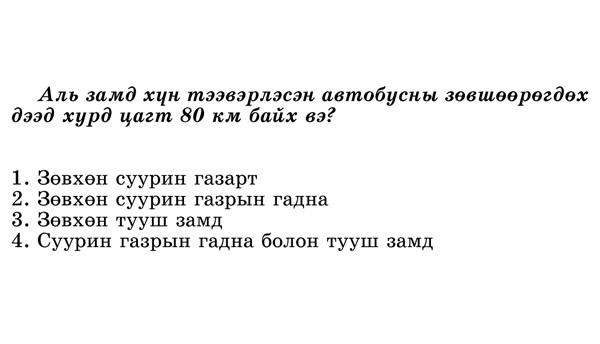 Аль замд хүн тээвэрлэсэн автобусны зөвшөөрөгдөх
дээд хурд цагт 80 км байх вэ?
1. Зөвхөн суурин газарт
2. Зөвхөн суурин газрын гадна
3. Зөвхөн тууш замд
4. Суурин газрын гадна болон тууш замд